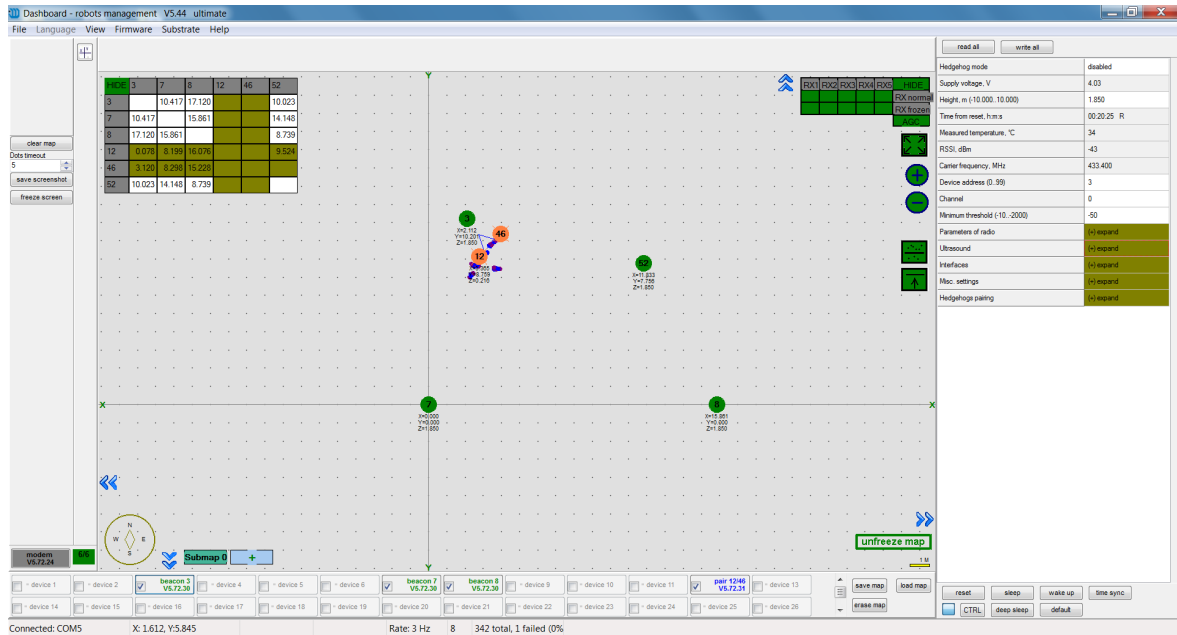 Dashboard - robots management V5.44 ultimate
File Language View Firmware Substrate Help
read all write all
Hedgehog mode disabled
Supply voltage, V 4.03
Height, m (-10.000..10.000) 1.850
Time from reset, h:m:s 00:20:25 R
Measured temperature, °C 34
RSSI, dBm -43
Carrier frequency, MHz 433.400
Device address (0..99) 3
Channel 0
Minimum threshold (-10..-2000) -50
Parameters of radio (+) expand
Ultrasound (+) expand
Interfaces (+) expand
Misc. settings (+) expand
Hedgehogs pairing (+) expand
clear map
Dots timeout
5
save screenshot
freeze screen
HIDE 3 7 8 12 46 52
3 10.417 17.120 10.023
7 10.417 15.861 14.148
8 17.120 15.861 8.739
12 0.078 8.199 16.076 9.524
46 3.120 8.298 15.228
52 10.023 14.148 8.739
Y
RX1 RX2 RX3 RX4 RX5 HIDE
RX normal
RX frozen
AGC
3
X=2.112
Y=10.201
Z=1.850
46
12
Z=0.216
52
X=11.833
Y=7.756
Z=1.850
X X
7
X=0.000
Y=0.000
Z=1.850
8
X=15.861
Y=0.000
Z=1.850
N
W E
S
Submap 0 +
unfreeze map
1 M
Y
modem
V5.72.24
6/6
device 1 device 2 beacon 3 V5.72.30 device 4 device 5 device 6 beacon 7 V5.72.30 beacon 8 V5.72.30 device 9 device 10 device 11 pair 12/46 V5.72.31 device 13
device 14 device 15 device 16 device 17 device 18 device 19 device 20 device 21 device 22 device 23 device 24 device 25 device 26
save map load map
erase map
reset sleep wake up time sync
CTRL deep sleep default
Connected: COM5 X: 1.612, Y:5.845 Rate: 3 Hz 8 342 total, 1 failed (0%